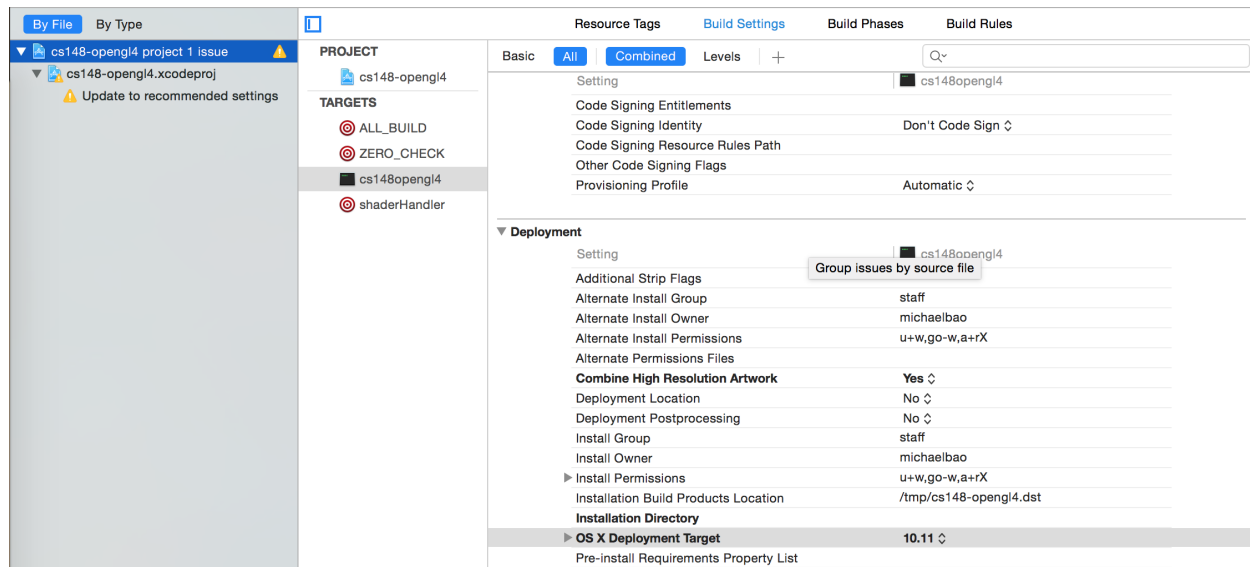 By File By Type
cs148-opengl4 project 1 issue
cs148-opengl4.xcodeproj
Update to recommended settings
Resource Tags Build Settings Build Phases Build Rules
PROJECT
cs148-opengl4
TARGETS
ALL_BUILD
ZERO_CHECK
cs148opengl4
shaderHandler
Basic All Combined Levels +
Setting cs148opengl4
Code Signing Entitlements
Code Signing Identity Don't Code Sign
Code Signing Resource Rules Path
Other Code Signing Flags
Provisioning Profile Automatic
Deployment
Setting cs148opengl4
Group issues by source file
Additional Strip Flags
Alternate Install Group staff
Alternate Install Owner michaelbao
Alternate Install Permissions u+w,go-w,a+rX
Alternate Permissions Files
Combine High Resolution Artwork Yes
Deployment Location No
Deployment Postprocessing No
Install Group staff
Install Owner michaelbao
Install Permissions u+w,go-w,a+rX
Installation Build Products Location /tmp/cs148-opengl4.dst
Installation Directory
OS X Deployment Target 10.11
Pre-install Requirements Property List